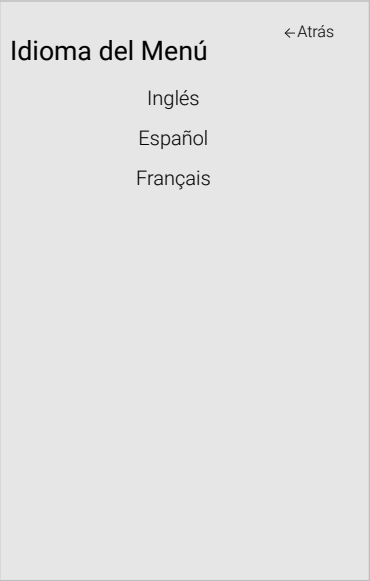 ←Atrás
Idioma del Menú
Inglés
Español
Français